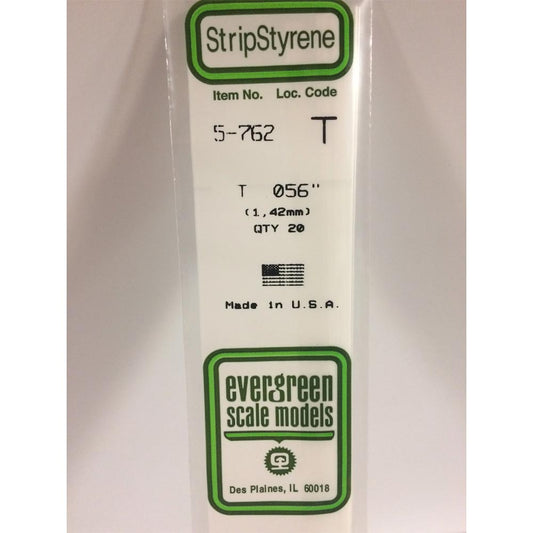 StripStyrene
Item No. Loc. Code
5-762 T
T 056"
(1,42mm)
QTY 20
Made in U.S.A.
evergreen
scale models
Des Plaines, IL 60018